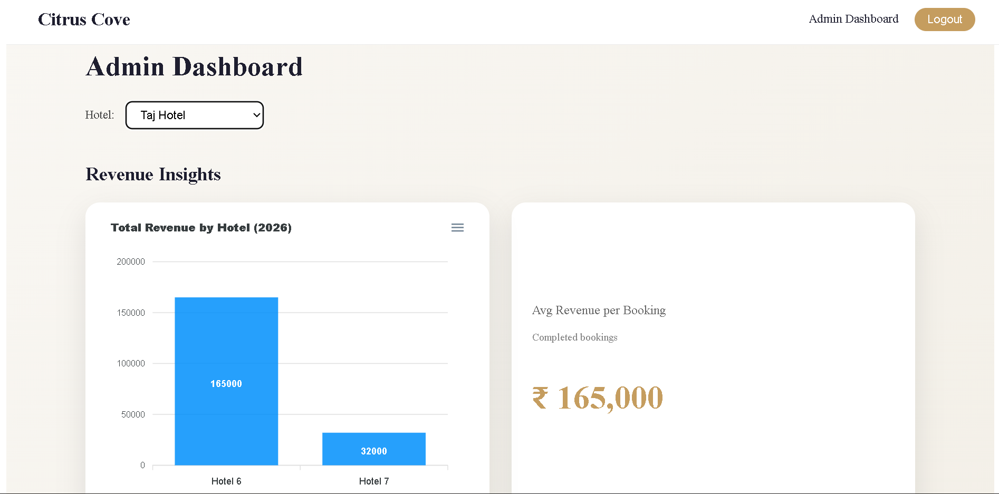 Citrus Cove
Admin Dashboard
Logout
Admin Dashboard
Hotel:
Taj Hotel
Revenue Insights
Total Revenue by Hotel (2026)
200000
150000
100000
50000
0
165000
32000
Hotel 6
Hotel 7
Avg Revenue per Booking
Completed bookings
₹ 165,000